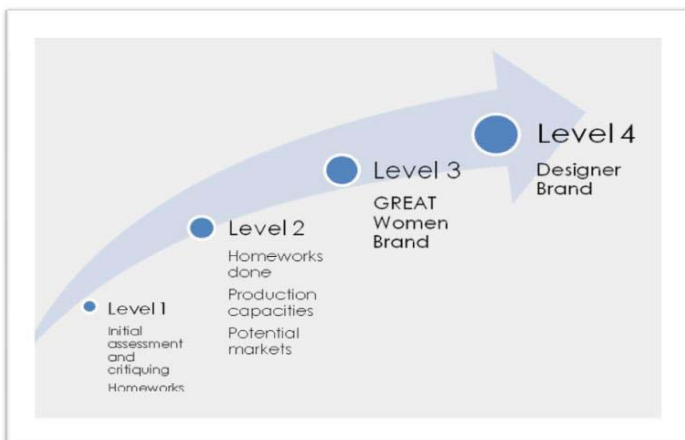 Level 1
Initial
assessment
and
critiquing
Homeworks
Level 2
Homeworks
done
Production
capacities
Potential
markets
Level 3
GREAT
Women
Brand
Level 4
Designer
Brand